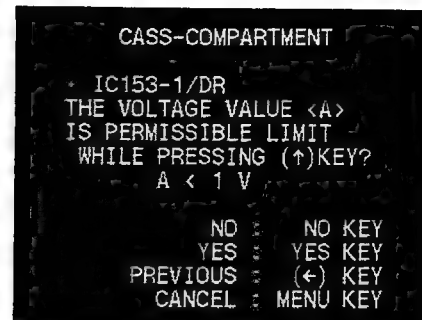 CASS-COMPARTMENT
* IC153-1/DR
THE VOLTAGE VALUE <A>
IS PERMISSIBLE LIMIT
WHILE PRESSING (↑)KEY?
A < 1 V
NO : NO KEY
YES : YES KEY
PREVIOUS : (←) KEY
CANCEL : MENU KEY